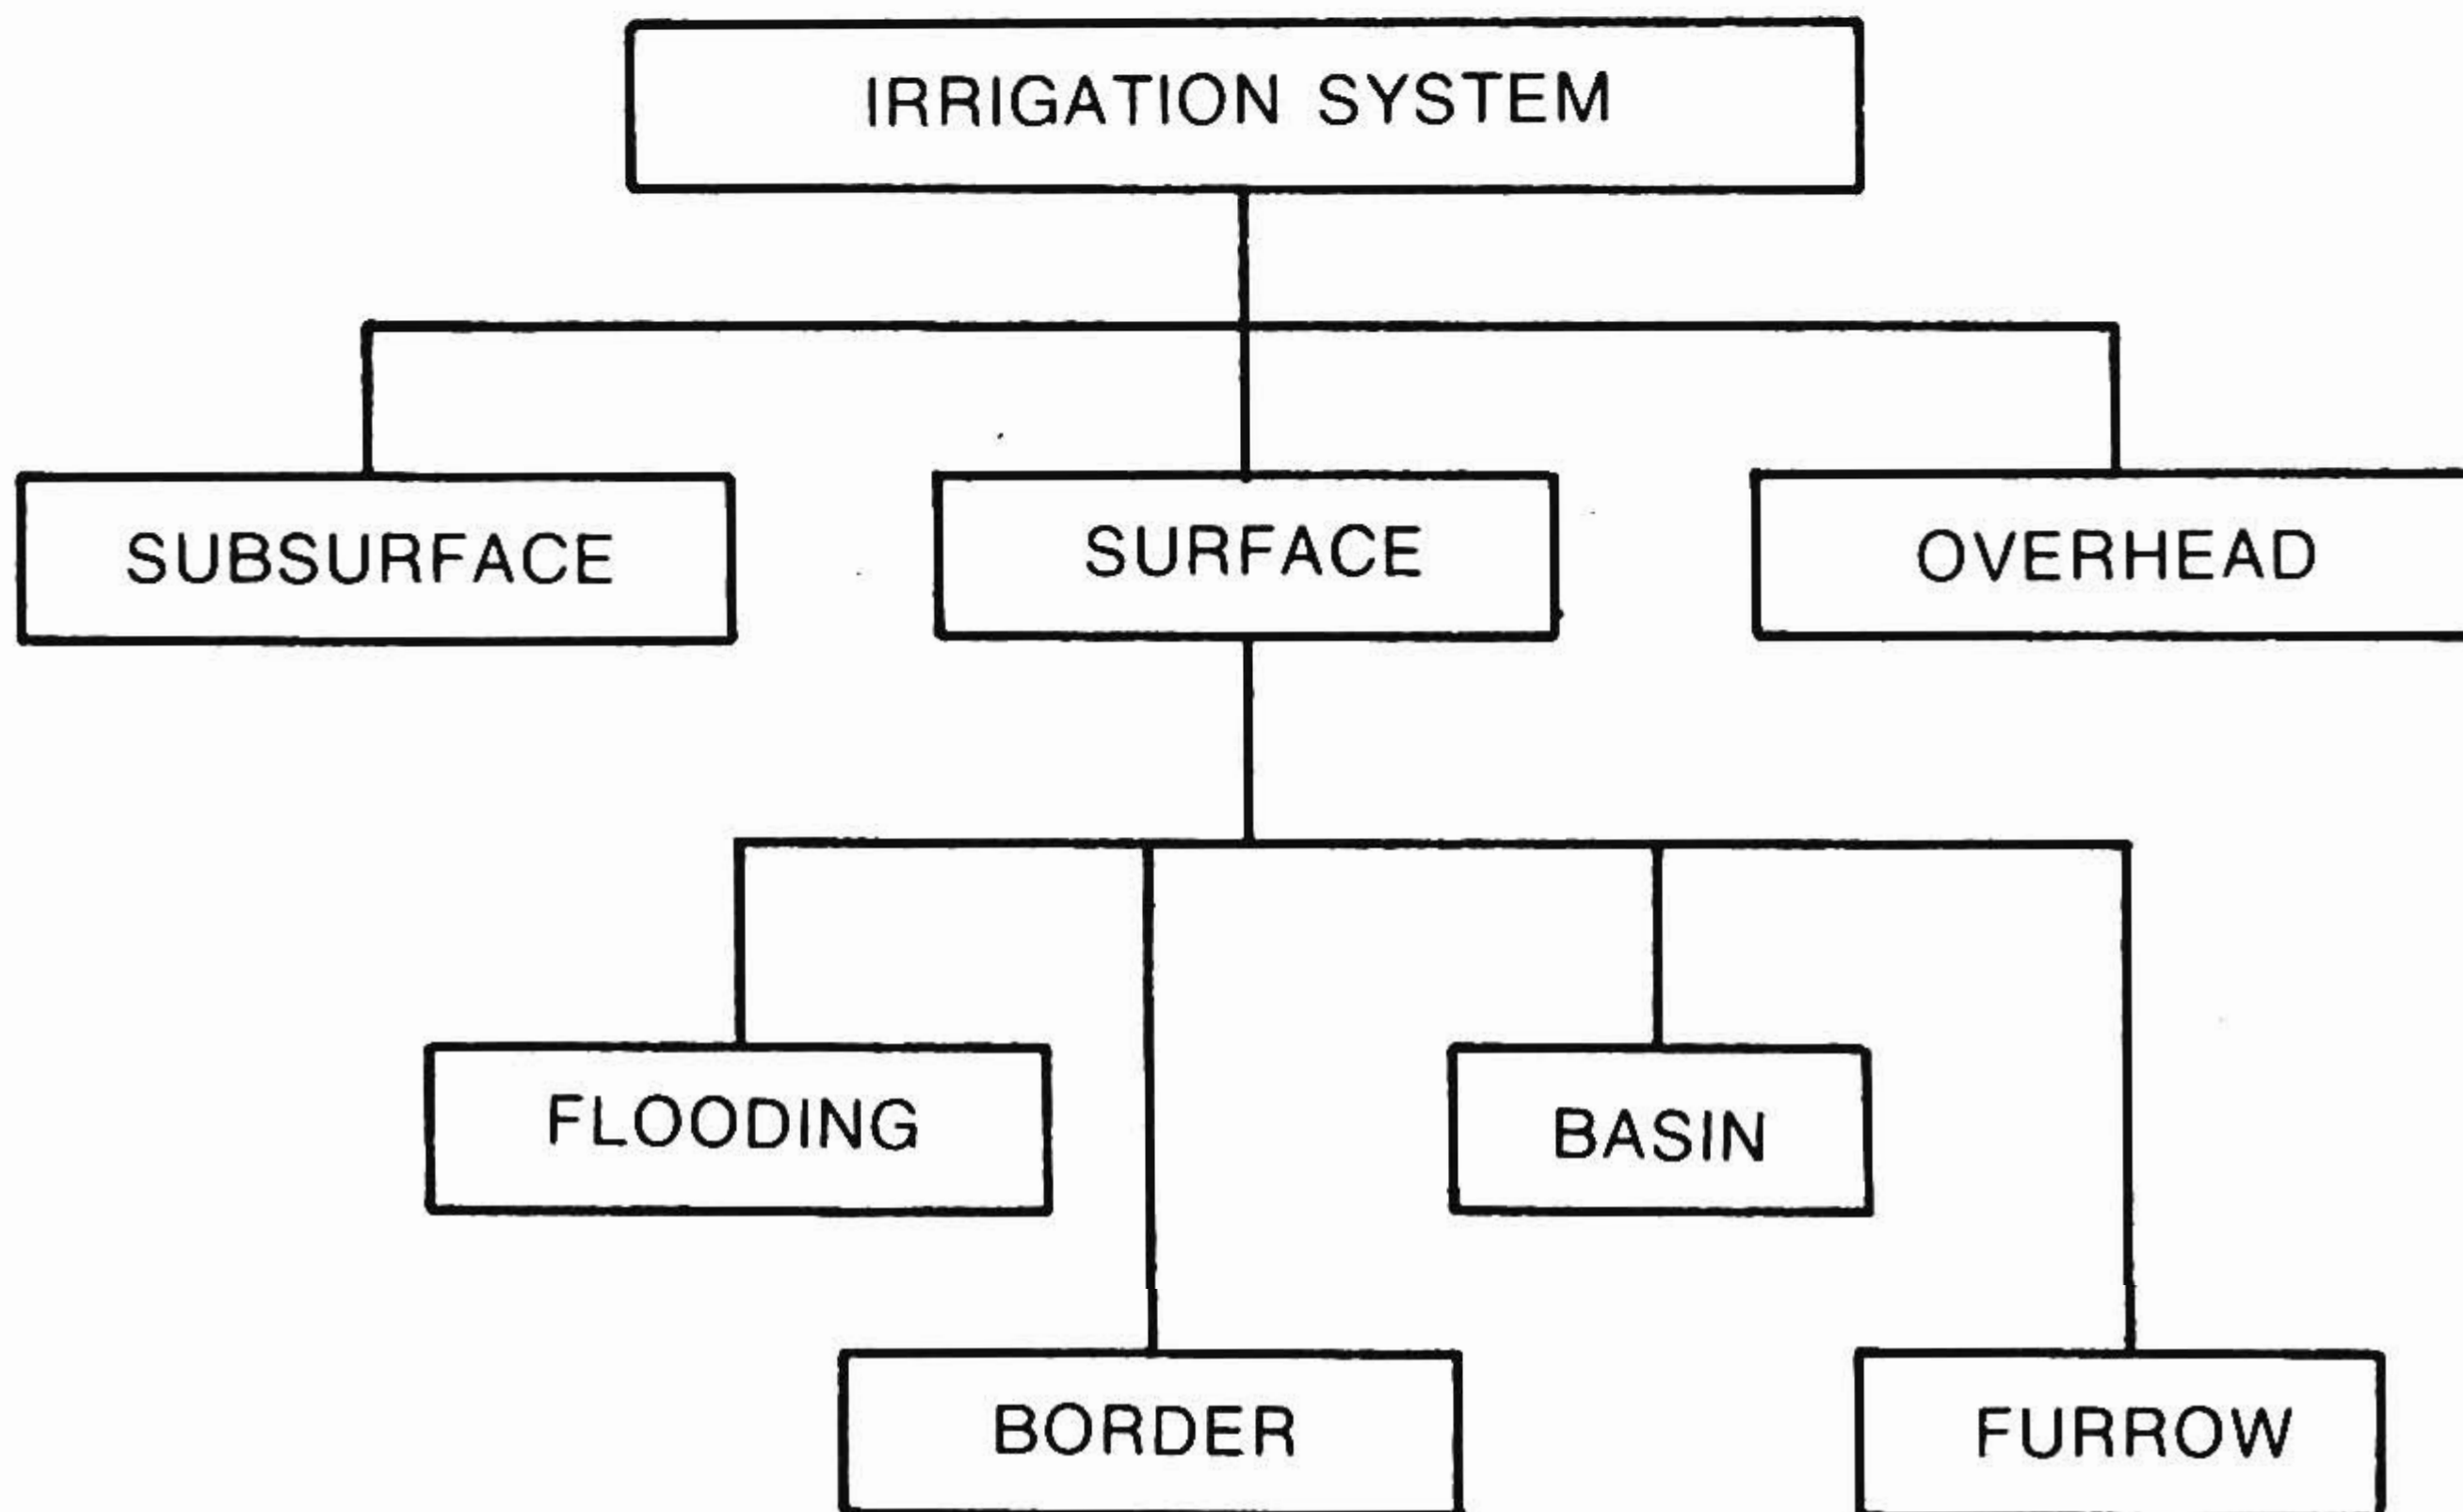 IRRIGATION SYSTEM
SUBSURFACE
SURFACE
OVERHEAD
FLOODING
BASIN
BORDER
FURROW